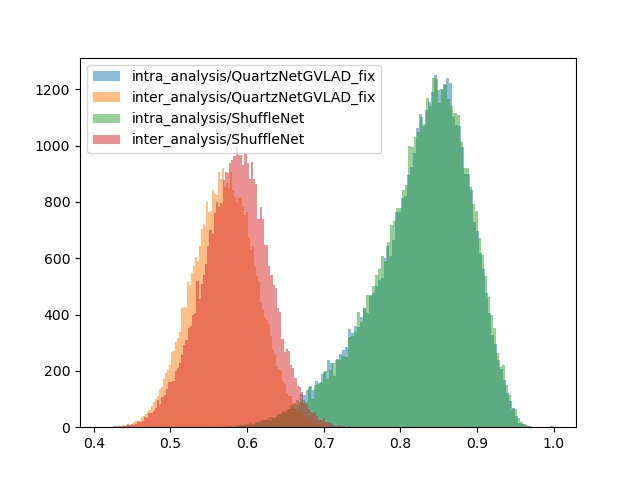 intra_analysis/QuartzNetGVLAD_fix
inter_analysis/QuartzNetGVLAD_fix
intra_analysis/ShuffleNet
inter_analysis/ShuffleNet
1200
1000
800
600
400
200
0
0.4 0.5 0.6 0.7 0.8 0.9 1.0